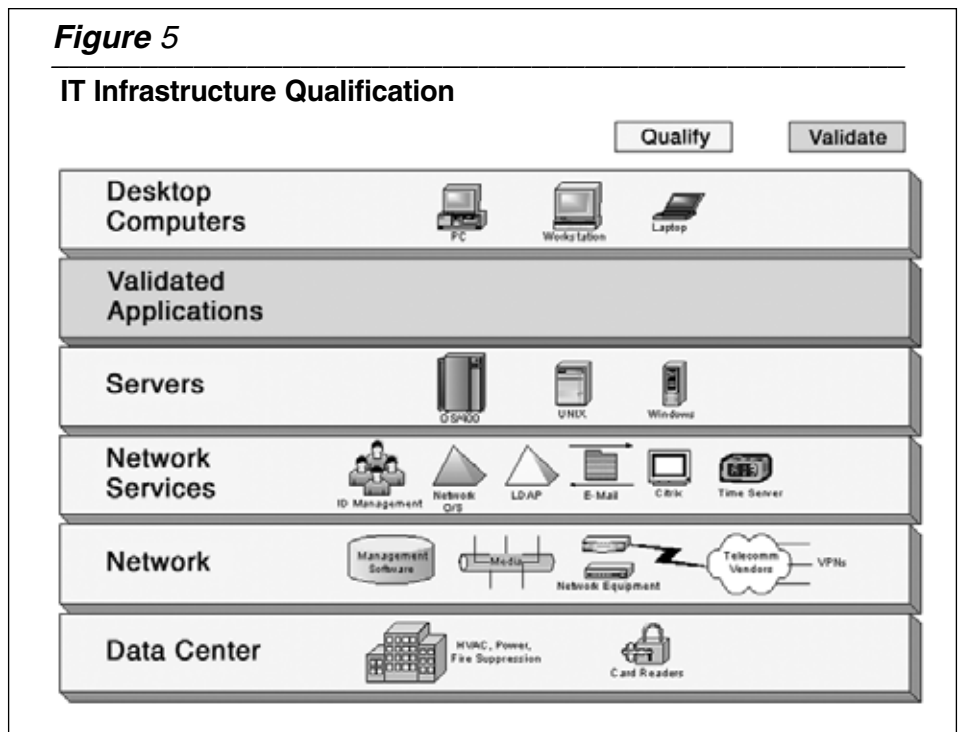 Figure 5
IT Infrastructure Qualification
Qualify
Validate
Desktop
Computers
PC
Workstation
Laptop
Validated
Applications
Servers
OS/400
UNIX
Windows
Network
Services
ID Management
Network
O/S
LDAP
E-Mail
Citrix
Time Server
Network
Management
Software
Media
Network Equipment
Telecomm
Vendors
VPNs
Data Center
HVAC, Power,
Fire Suppression
Card Readers